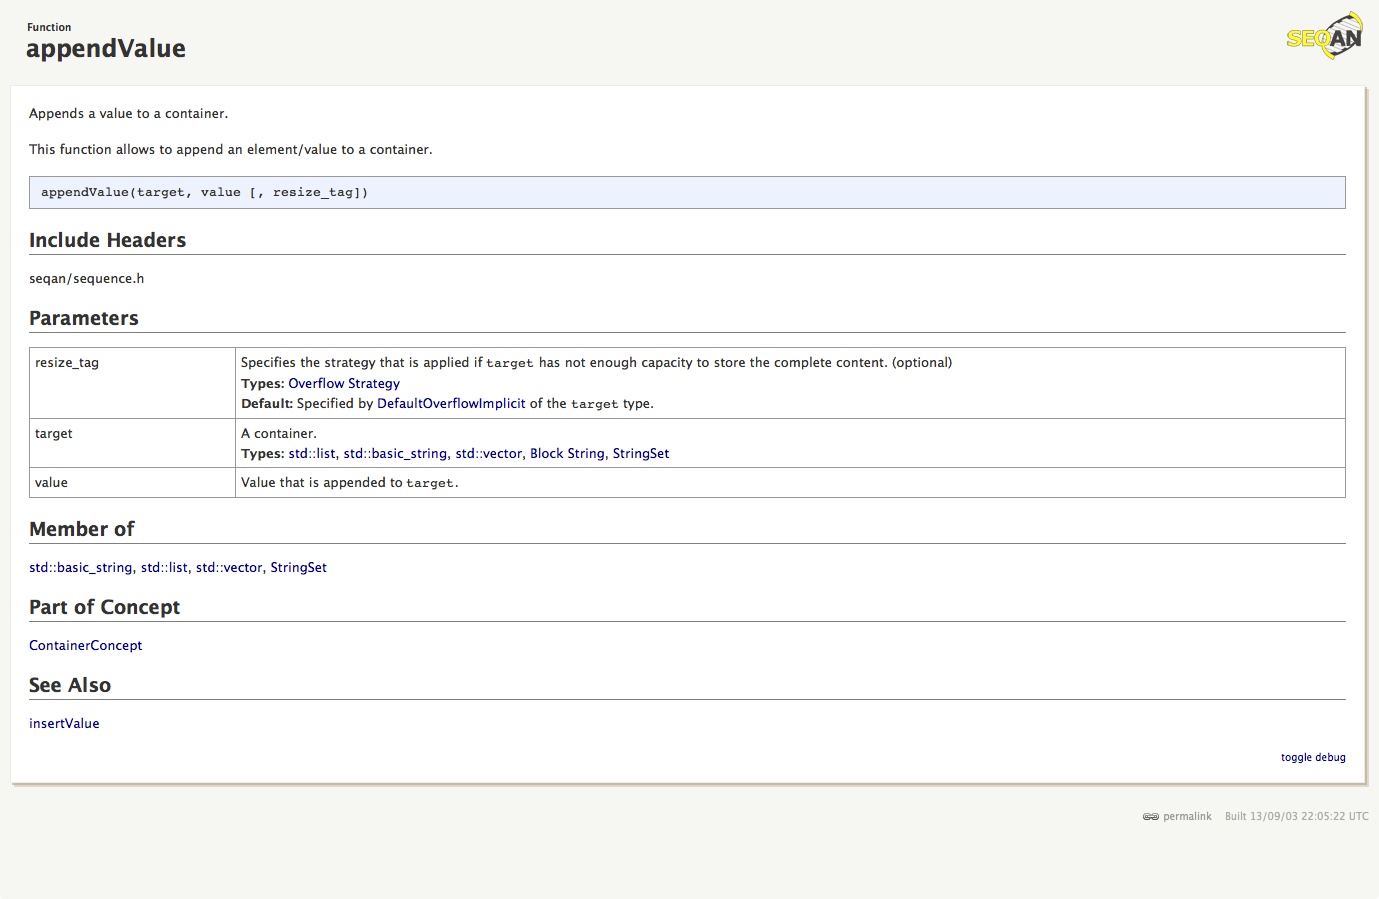 Function
appendValue
SEQAN
Appends a value to a container.
This function allows to append an element/value to a container.
appendValue(target, value [, resize_tag])
Include Headers
seqan/sequence.h
Parameters
resize_tag
Specifies the strategy that is applied if target has not enough capacity to store the complete content. (optional)
Types: Overflow Strategy
Default: Specified by DefaultOverflowImplicit of the target type.
target
A container.
Types: std::list, std::basic_string, std::vector, Block String, StringSet
value
Value that is appended to target.
Member of
std::basic_string, std::list, std::vector, StringSet
Part of Concept
ContainerConcept
See Also
insertValue
toggle debug
permalink Built 13/09/03 22:05:22 UTC